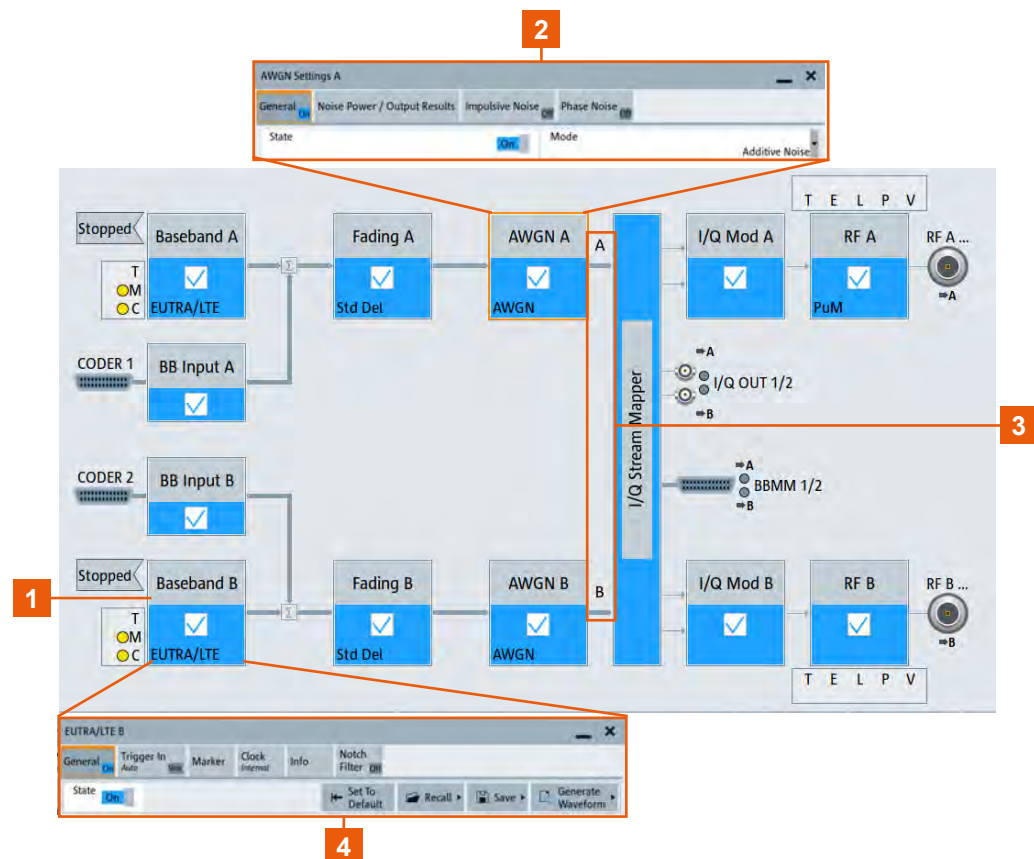 2
AWGN Settings A
General On Noise Power / Output Results Impulsive Noise Off Phase Noise Off
State On Mode
Additive Noise
T E L P V
Stopped Baseband A Fading A AWGN A A I/Q Mod A RF A RF A ...
T
M
C EUTRA/LTE Std Del AWGN PuM A
CODER 1 BB Input A
A
I/Q OUT 1/2
B
I/Q Stream Mapper
3
CODER 2 BB Input B
A
BBMM 1/2
B
Stopped Baseband B Fading B AWGN B B I/Q Mod B RF B RF B ...
1
T
M
C EUTRA/LTE Std Del AWGN B
T E L P V
EUTRA/LTE B
General On Trigger In Auto Marker Clock Internal Info Notch Filter Off
State On Set To Default Recall Save Generate Waveform
4